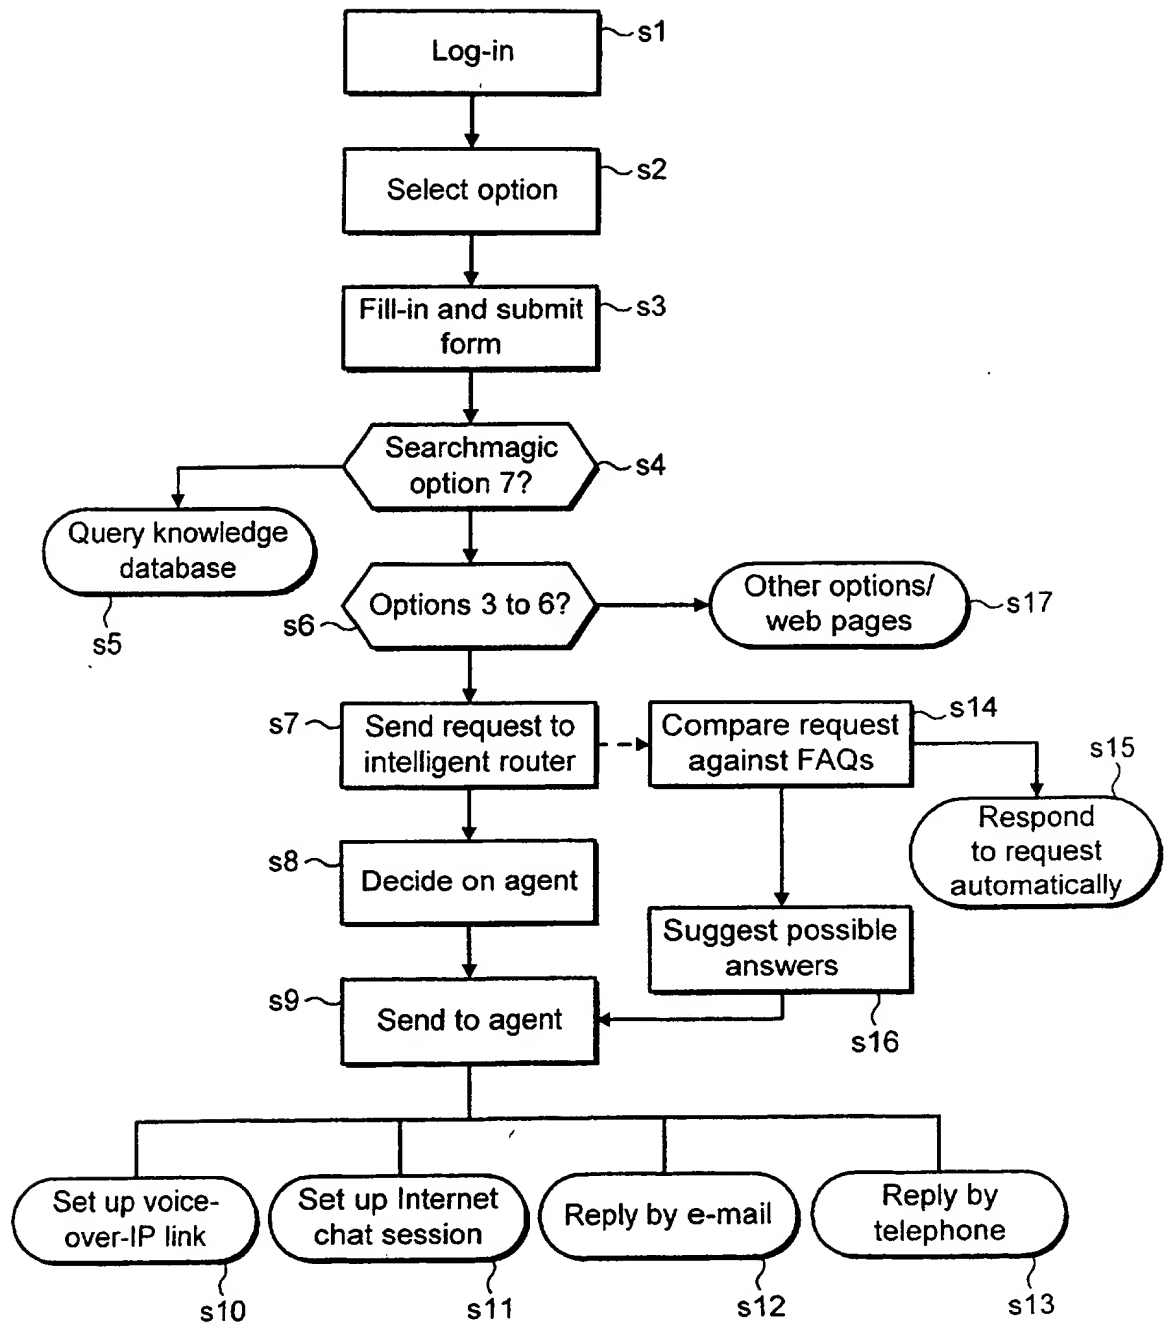 Log-in
s1
Select option
s2
Fill-in and submit
form
s3
Searchmagic
option 7?
s4
Query knowledge
database
s5
Options 3 to 6?
s6
Other options/
web pages
s17
s7
Send request to
intelligent router
Compare request
against FAQs
s14
s15
Respond
to request
automatically
s8
Decide on agent
Suggest possible
answers
s16
s9
Send to agent
Set up voice-
over-IP link
s10
Set up Internet
chat session
s11
Reply by e-mail
s12
Reply by
telephone
s13